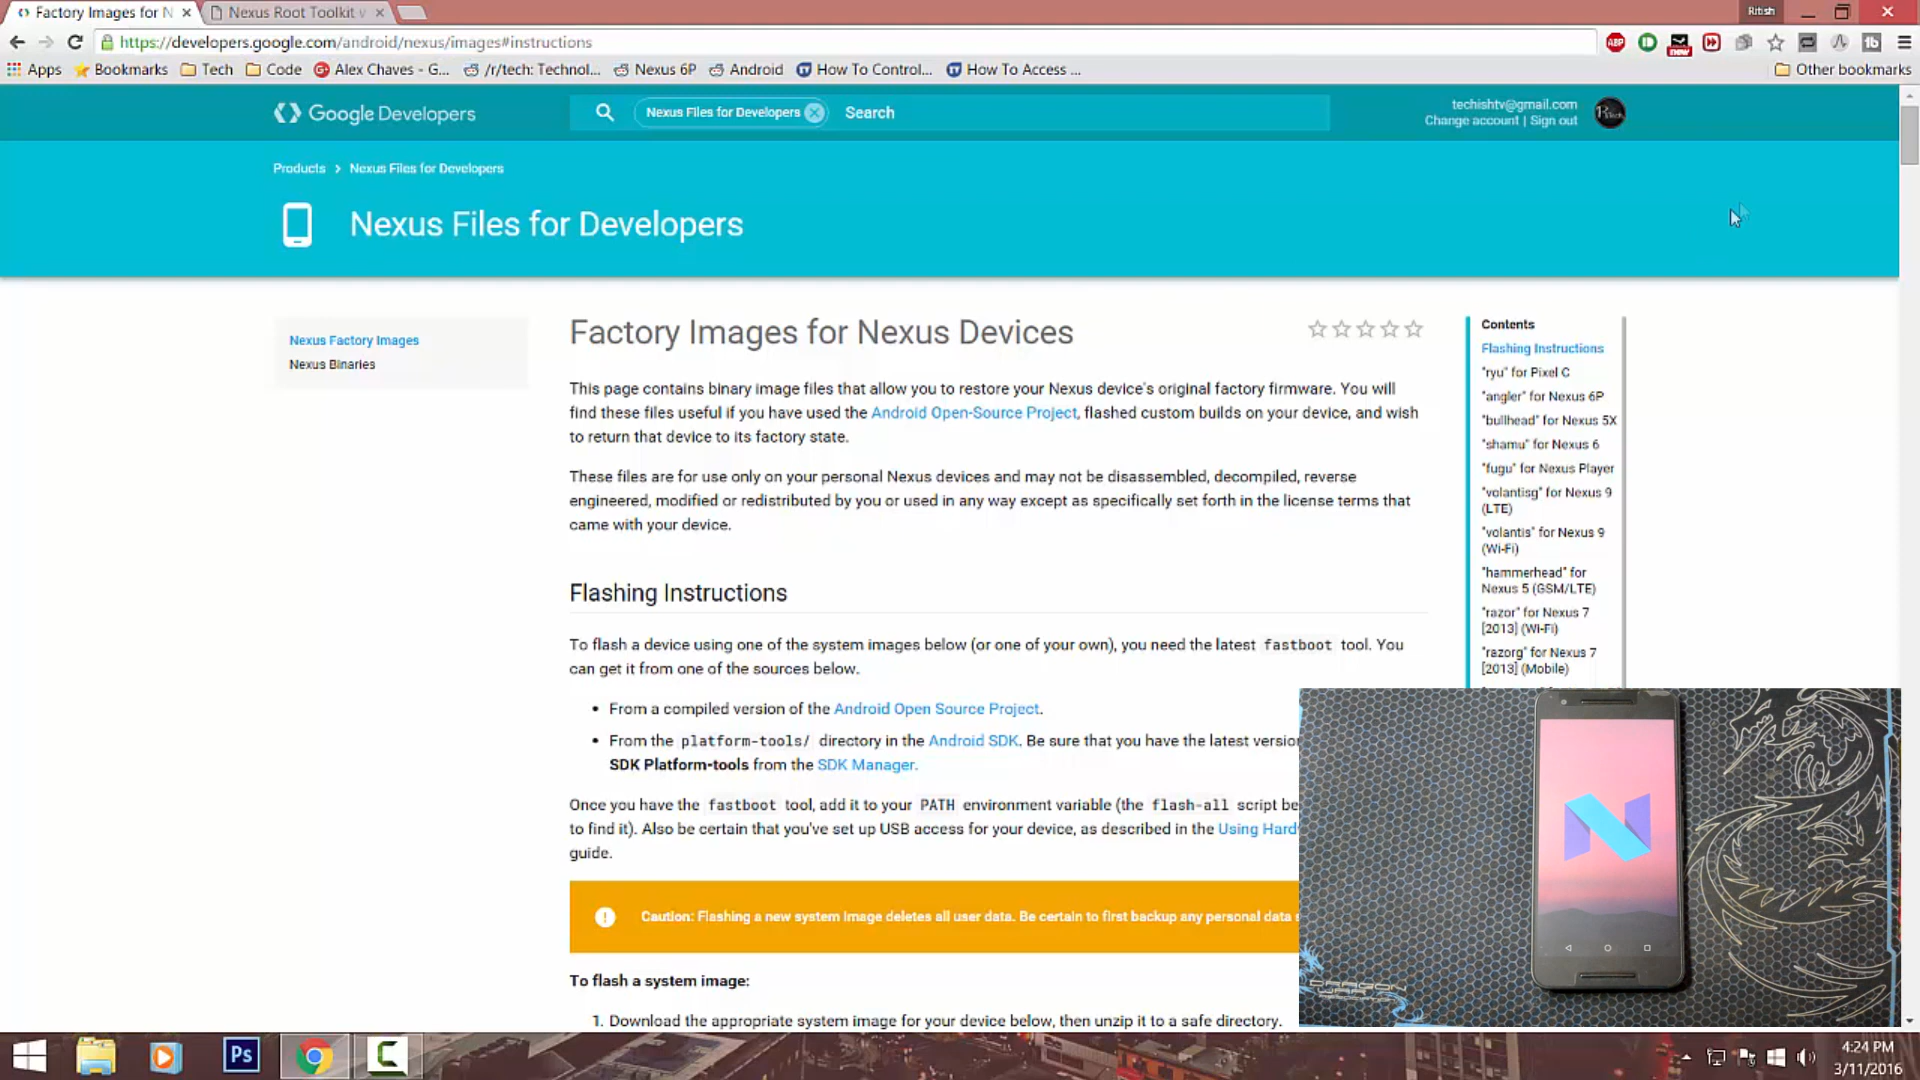 Factory Images for N
Nexus Root Toolkit v
Ritish
https://developers.google.com/android/nexus/images#instructions
ABP
new
Apps
Bookmarks
Tech
Code
Alex Chaves - G...
/r/tech: Technol...
Nexus 6P
Android
How To Control...
How To Access ...
Other bookmarks
Google Developers
Nexus Files for Developers
Search
techishtv@gmail.com
Change account | Sign out
Products > Nexus Files for Developers
Nexus Files for Developers
Nexus Factory Images
Nexus Binaries
Factory Images for Nexus Devices
This page contains binary image files that allow you to restore your Nexus device's original factory firmware. You will
find these files useful if you have used the Android Open-Source Project, flashed custom builds on your device, and wish
to return that device to its factory state.
These files are for use only on your personal Nexus devices and may not be disassembled, decompiled, reverse
engineered, modified or redistributed by you or used in any way except as specifically set forth in the license terms that
came with your device.
Flashing Instructions
To flash a device using one of the system images below (or one of your own), you need the latest fastboot tool. You
can get it from one of the sources below.
• From a compiled version of the Android Open Source Project.
• From the platform-tools/ directory in the Android SDK. Be sure that you have the latest versio
SDK Platform-tools from the SDK Manager.
Once you have the fastboot tool, add it to your PATH environment variable (the flash-all script be
to find it). Also be certain that you've set up USB access for your device, as described in the Using Hard
guide.
Caution: Flashing a new system image deletes all user data. Be certain to first backup any personal data
To flash a system image:
1. Download the appropriate system image for your device below, then unzip it to a safe directory.
Contents
Flashing Instructions
"ryu" for Pixel C
"angler" for Nexus 6P
"bullhead" for Nexus 5X
"shamu" for Nexus 6
"fugu" for Nexus Player
"volantisg" for Nexus 9
(LTE)
"volantis" for Nexus 9
(Wi-Fi)
"hammerhead" for
Nexus 5 (GSM/LTE)
"razor" for Nexus 7
[2013] (Wi-Fi)
"razorg" for Nexus 7
[2013] (Mobile)
DRAGON
WAR
Ps
4:24 PM
3/11/2016